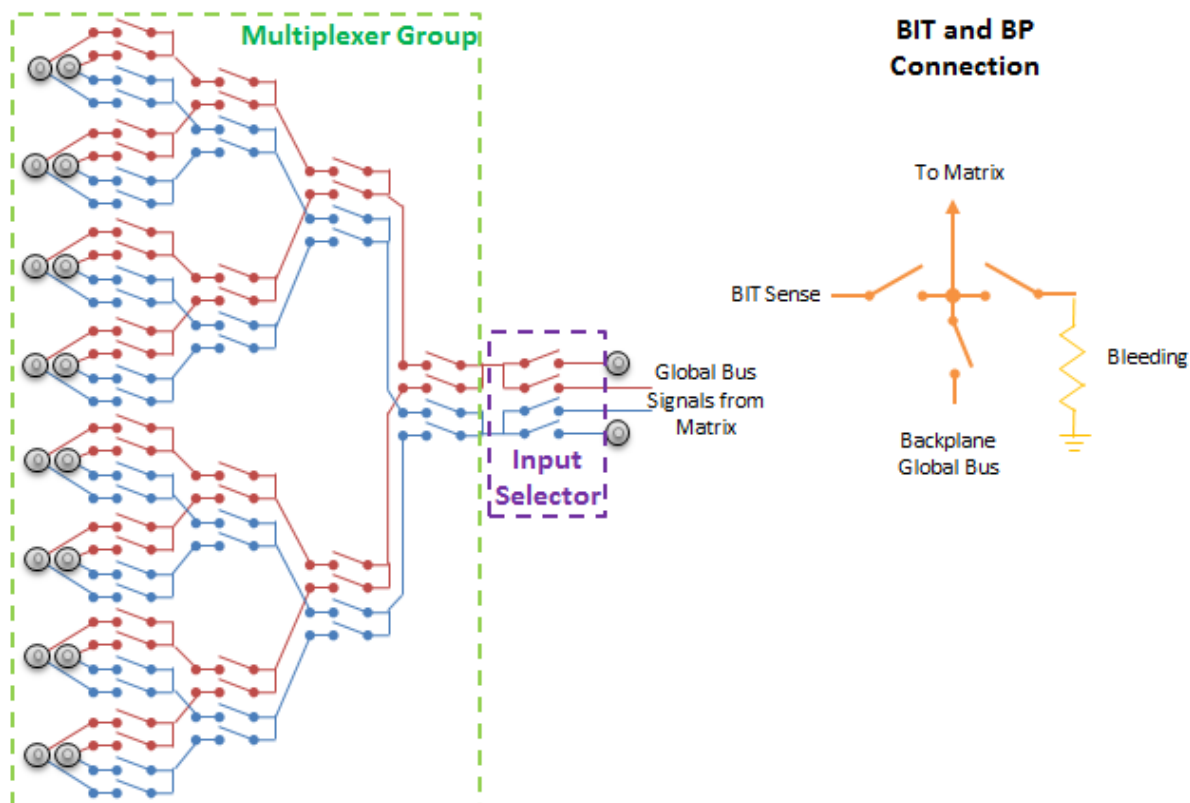 Multiplexer Group
BIT and BP
Connection
To Matrix
BIT Sense
Bleeding
Global Bus
Signals from
Matrix
Backplane
Global Bus
Input
Selector